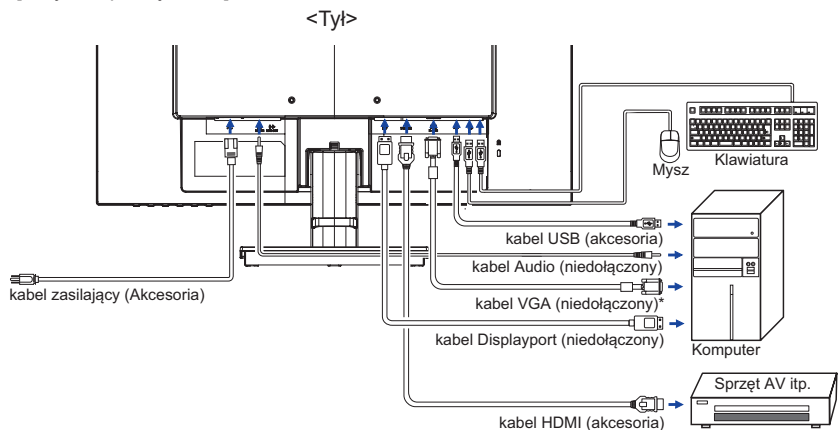 <Tył>
Mysz
Klawiatura
kabel USB (akcesoria)
kabel Audio (niedołączony)
kabel zasilający (Akcesoria)
kabel VGA (niedołączony)*
kabel Displayport (niedołączony)
Komputer
Sprzęt AV itp.
kabel HDMI (akcesoria)